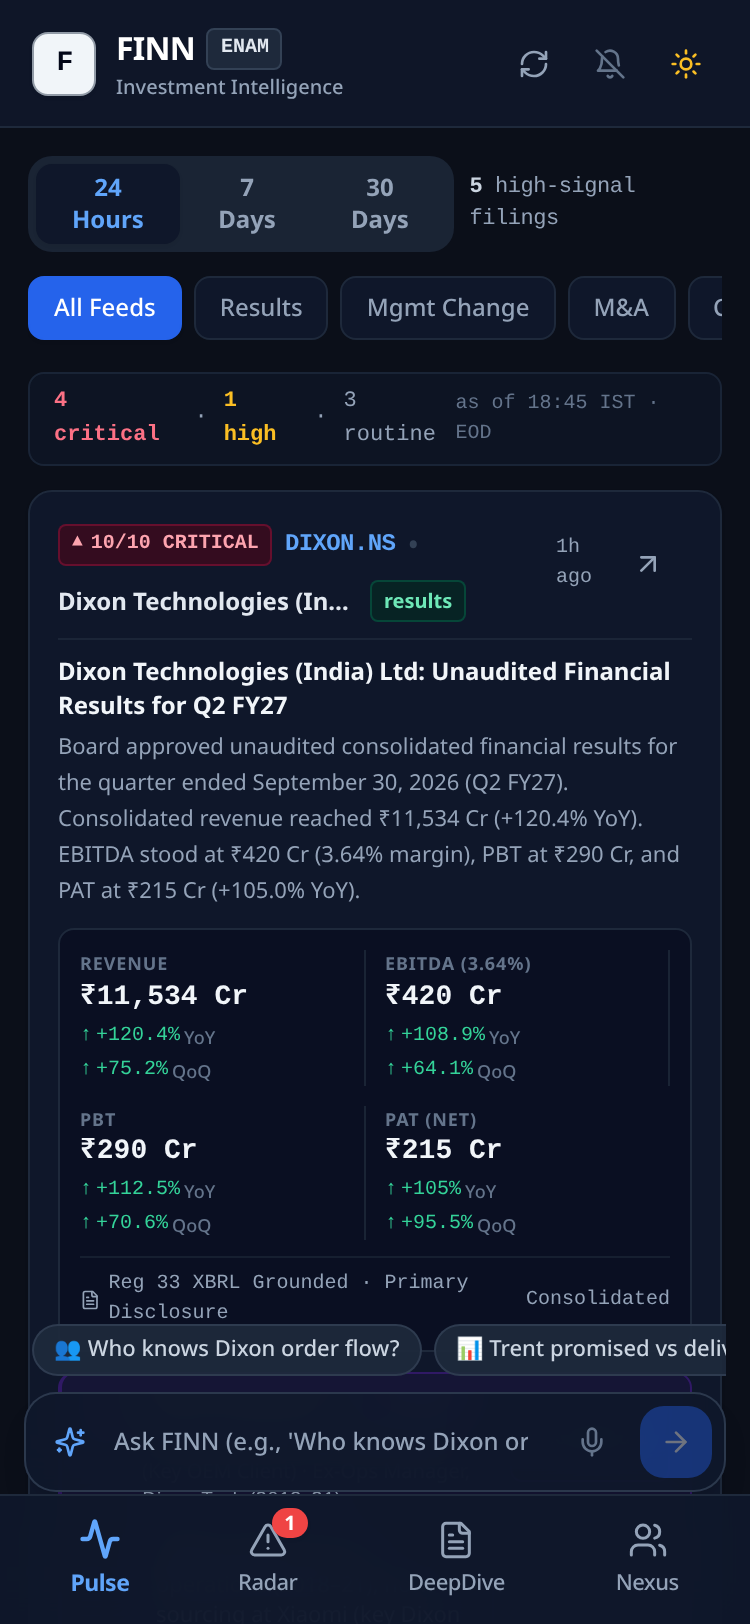 F
FINN ENAM
Investment Intelligence
24 Hours
7 Days
30 Days
5 high-signal filings
All Feeds
Results
Mgmt Change
M&A
4 critical · 1 high · 3 routine
as of 18:45 IST · EOD
▲ 10/10 CRITICAL DIXON.NS •
1h ago
Dixon Technologies (In... results
Dixon Technologies (India) Ltd: Unaudited Financial
Results for Q2 FY27
Board approved unaudited consolidated financial results for
the quarter ended September 30, 2026 (Q2 FY27).
Consolidated revenue reached ₹11,534 Cr (+120.4% YoY).
EBITDA stood at ₹420 Cr (3.64% margin), PBT at ₹290 Cr, and
PAT at ₹215 Cr (+105.0% YoY).
REVENUE
₹11,534 Cr
↑ +120.4% YoY
↑ +75.2% QoQ
EBITDA (3.64%)
₹420 Cr
↑ +108.9% YoY
↑ +64.1% QoQ
PBT
₹290 Cr
↑ +112.5% YoY
↑ +70.6% QoQ
PAT (NET)
₹215 Cr
↑ +105% YoY
↑ +95.5% QoQ
Reg 33 XBRL Grounded · Primary
Disclosure
Consolidated
👥 Who knows Dixon order flow?
📊 Trent promised vs deliv
Ask FINN (e.g., 'Who knows Dixon or
Pulse
1
Radar
DeepDive
Nexus